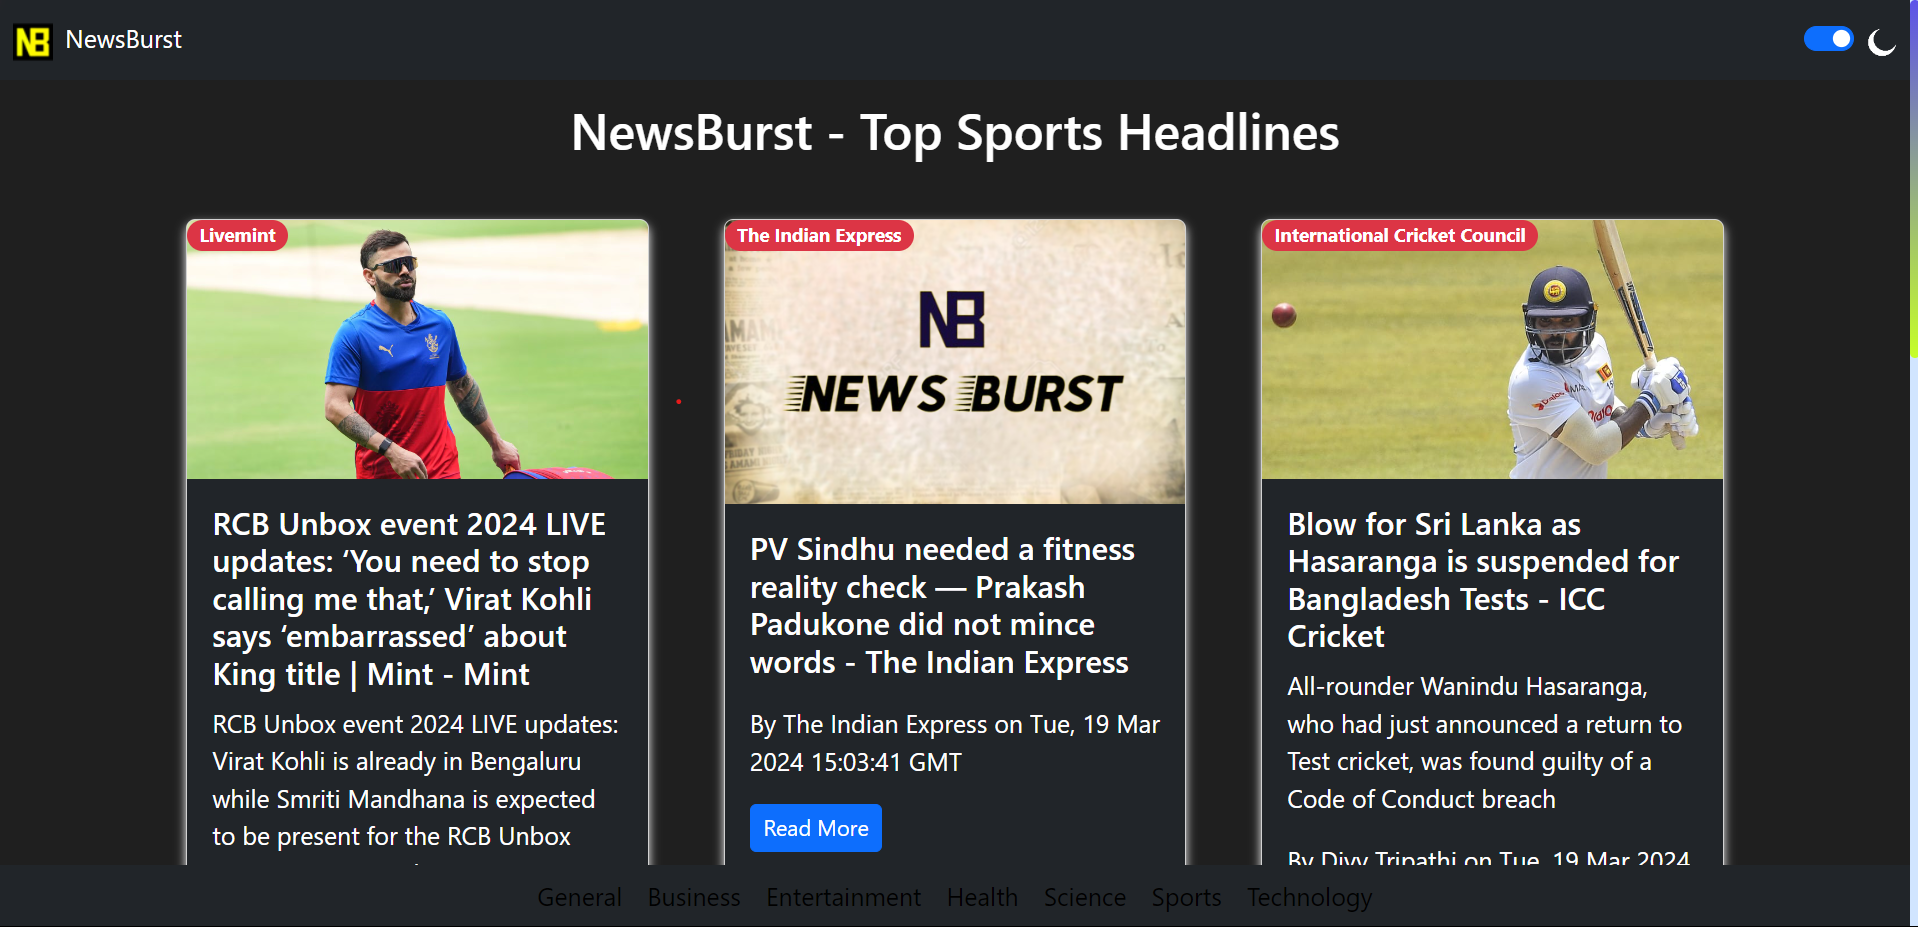 NB NewsBurst
NewsBurst - Top Sports Headlines
Livemint
RCB Unbox event 2024 LIVE
updates: ‘You need to stop
calling me that,’ Virat Kohli
says ‘embarrassed’ about
King title | Mint - Mint
RCB Unbox event 2024 LIVE updates:
Virat Kohli is already in Bengaluru
while Smriti Mandhana is expected
to be present for the RCB Unbox
The Indian Express
NB
NEWS BURST
PV Sindhu needed a fitness
reality check — Prakash
Padukone did not mince
words - The Indian Express
By The Indian Express on Tue, 19 Mar
2024 15:03:41 GMT
Read More
International Cricket Council
Blow for Sri Lanka as
Hasaranga is suspended for
Bangladesh Tests - ICC
Cricket
All-rounder Wanindu Hasaranga,
who had just announced a return to
Test cricket, was found guilty of a
Code of Conduct breach
By Divy Tripathi on Tue, 19 Mar 2024
General Business Entertainment Health Science Sports Technology